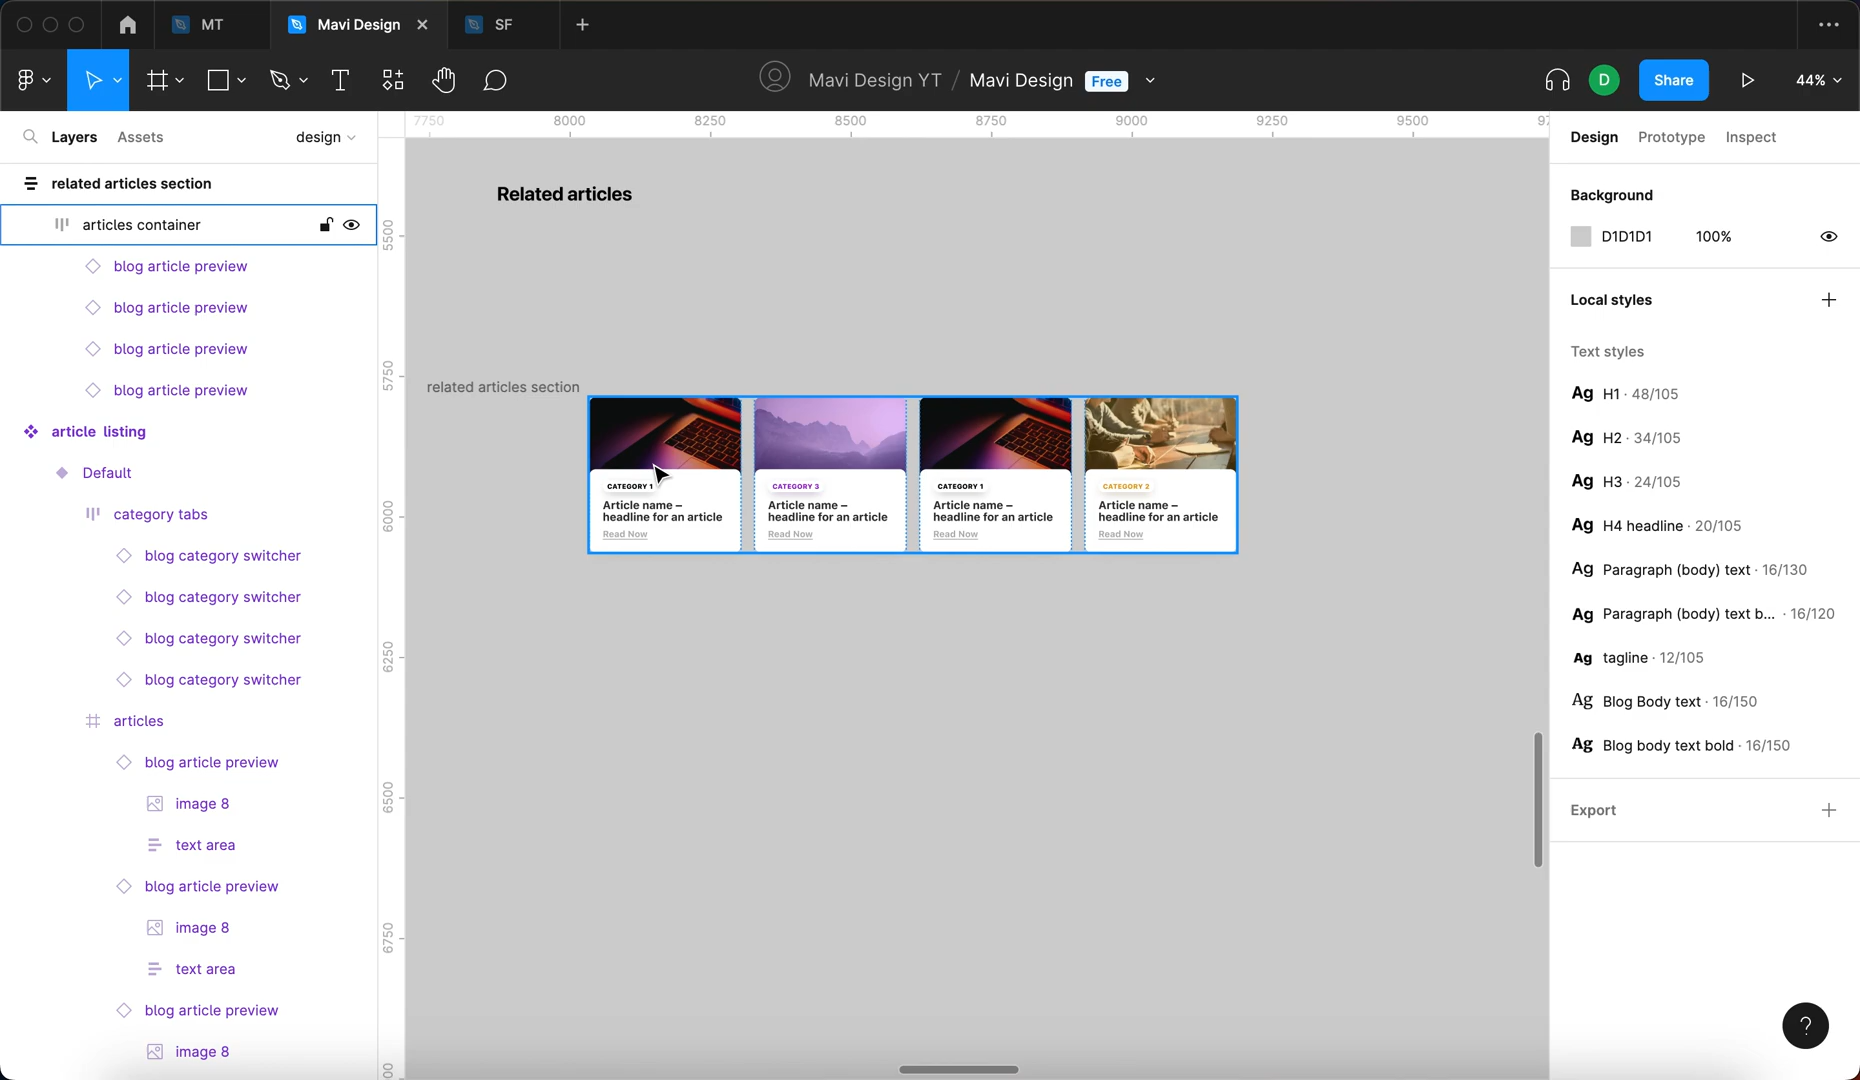 MT
Mavi Design
SF
Mavi Design YT / Mavi Design Free
D
Share
44%
Layers Assets design
related articles section
articles container
blog article preview
blog article preview
blog article preview
blog article preview
article listing
Default
category tabs
blog category switcher
blog category switcher
blog category switcher
blog category switcher
articles
blog article preview
image 8
text area
blog article preview
image 8
text area
blog article preview
image 8
7750 8000 8250 8500 8750 9000 9250 9500
5500
5750
6000
6250
6500
6750
Related articles
related articles section
CATEGORY 1
Article name –
headline for an article
Read Now
CATEGORY 3
Article name –
headline for an article
Read Now
CATEGORY 1
Article name –
headline for an article
Read Now
CATEGORY 2
Article name –
headline for an article
Read Now
Design Prototype Inspect
Background
D1D1D1 100%
Local styles
Text styles
Ag H1 · 48/105
Ag H2 · 34/105
Ag H3 · 24/105
Ag H4 headline · 20/105
Ag Paragraph (body) text · 16/130
Ag Paragraph (body) text b... · 16/120
Ag tagline · 12/105
Ag Blog Body text · 16/150
Ag Blog body text bold · 16/150
Export
?